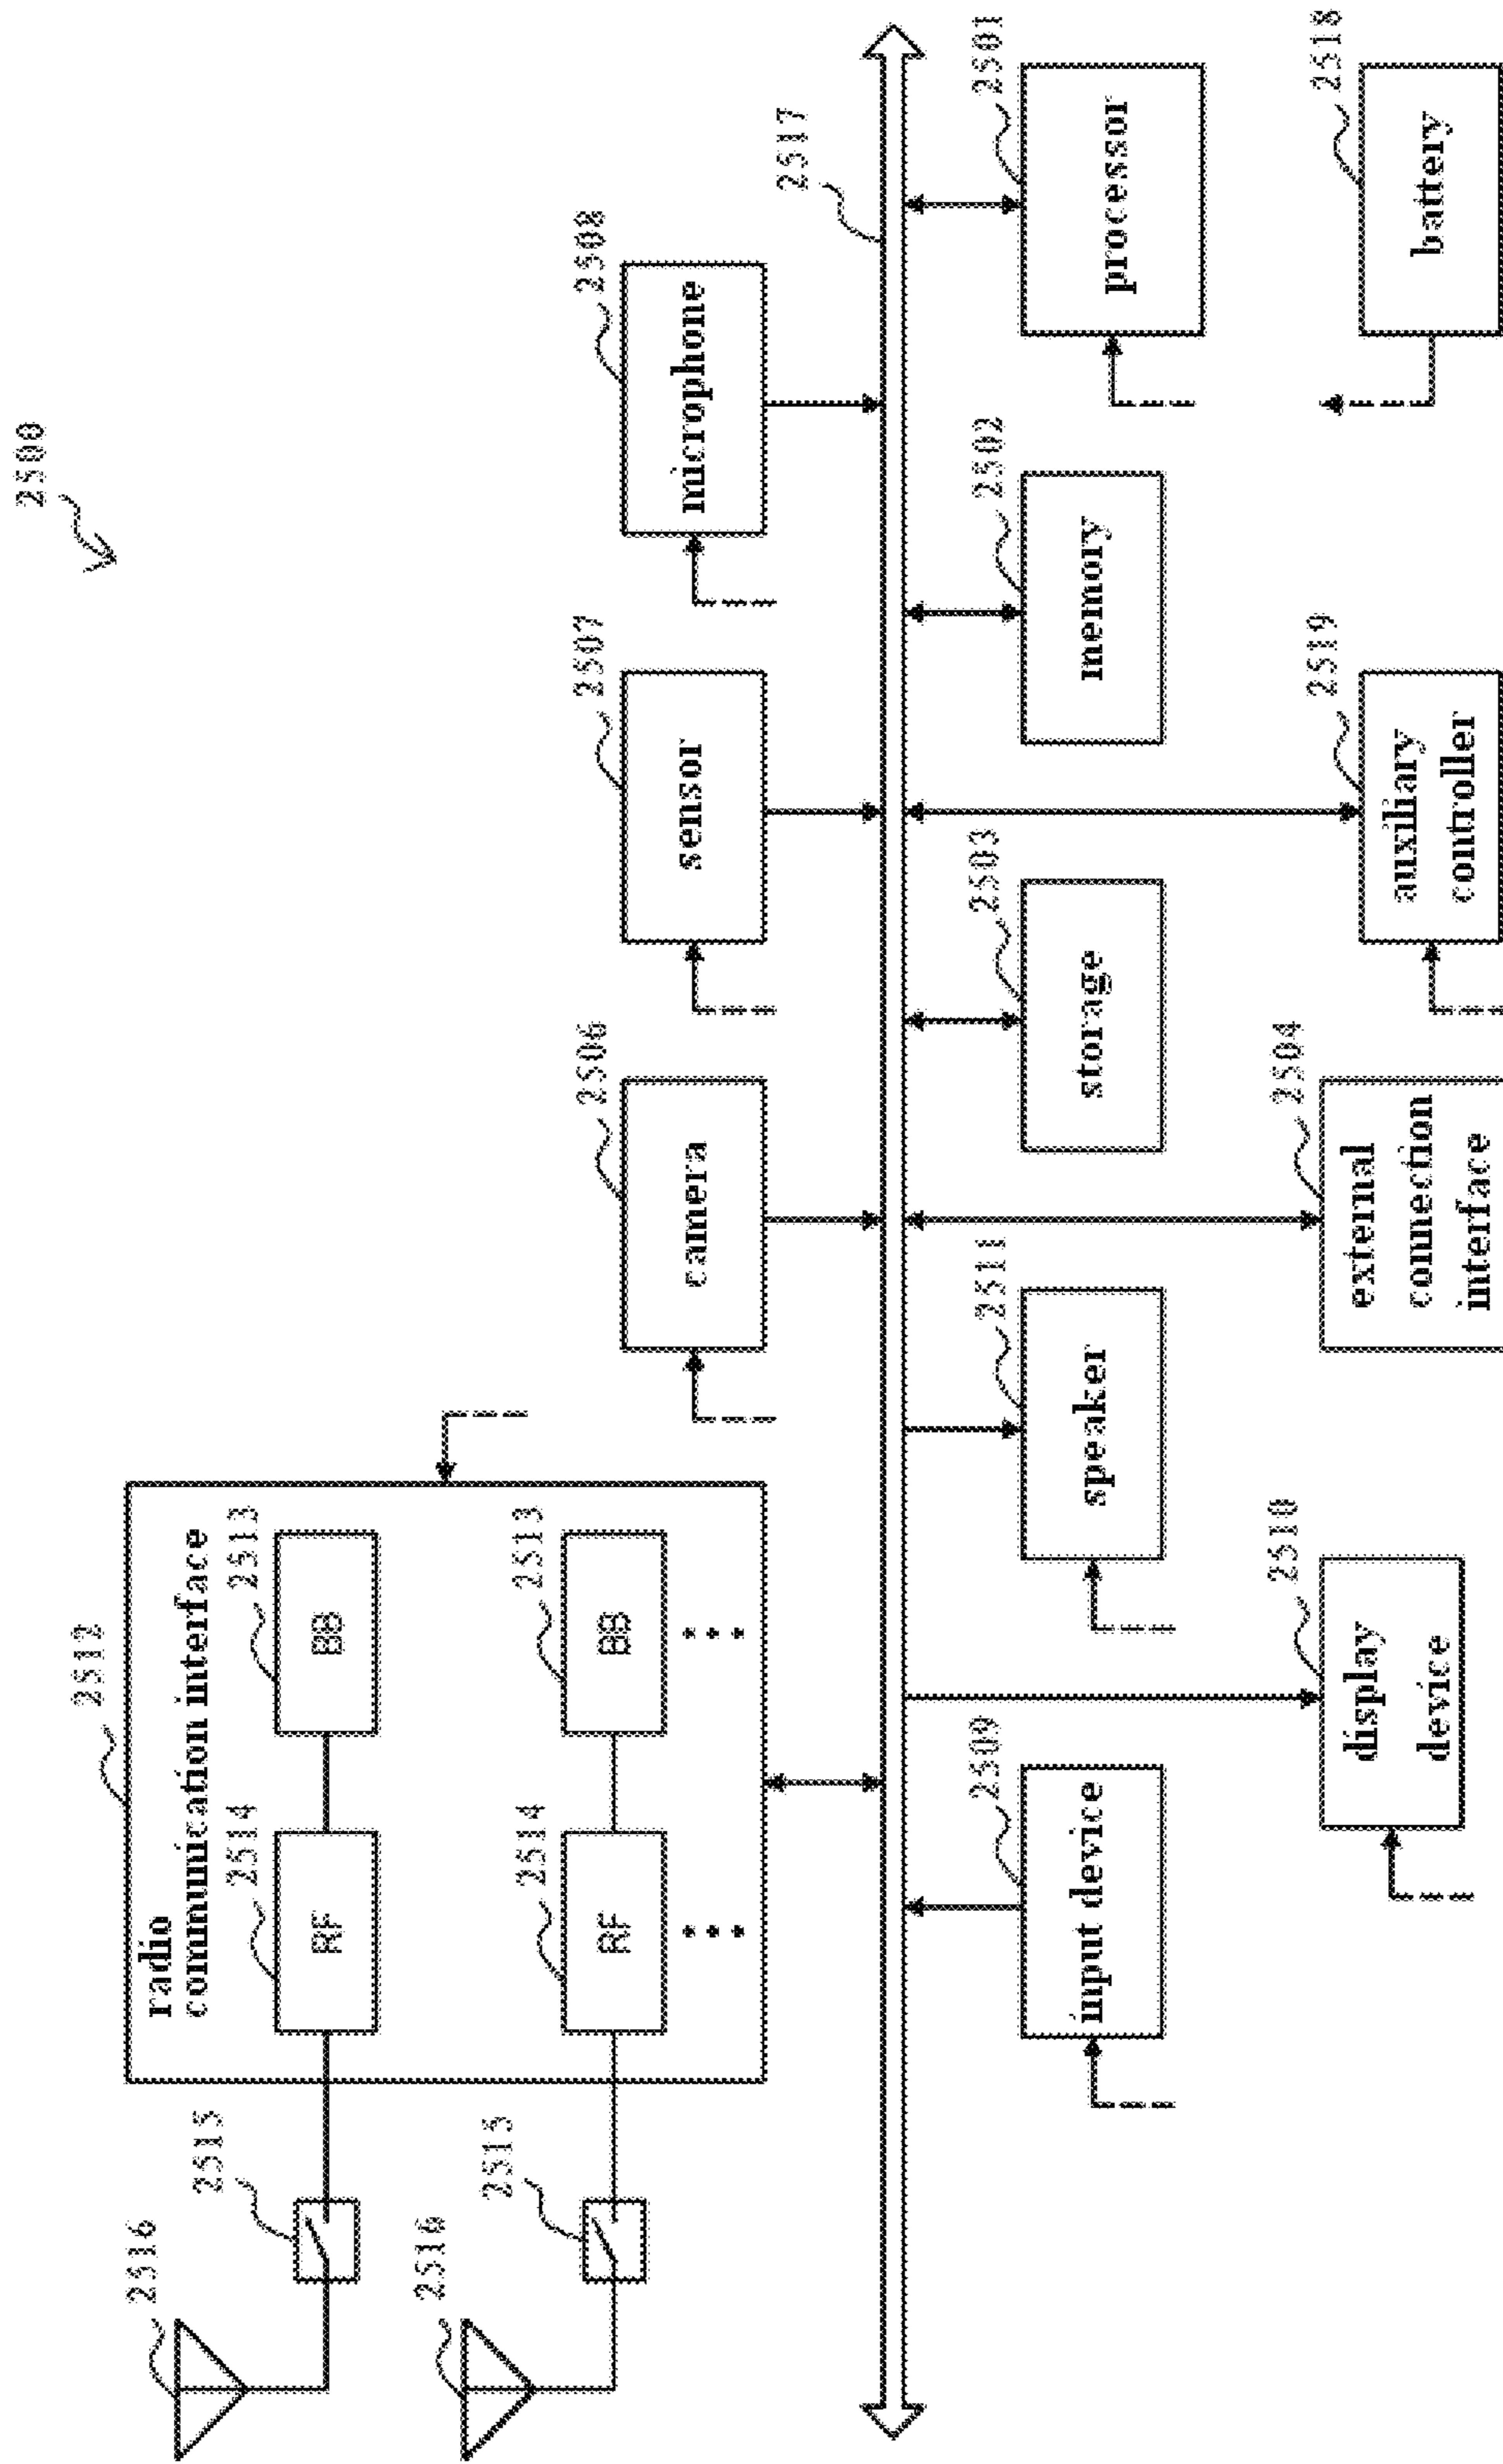 2500
2512
radio
communication interface
2516
2515
2514
RF
2513
BB
2516
2515
2514
RF
2513
BB
2506
camera
2507
sensor
2508
microphone
2517
2509
input device
2511
speaker
2503
storage
2502
memory
2501
processor
2510
display
device
2504
external
connection
interface
2519
auxiliary
controller
2518
battery